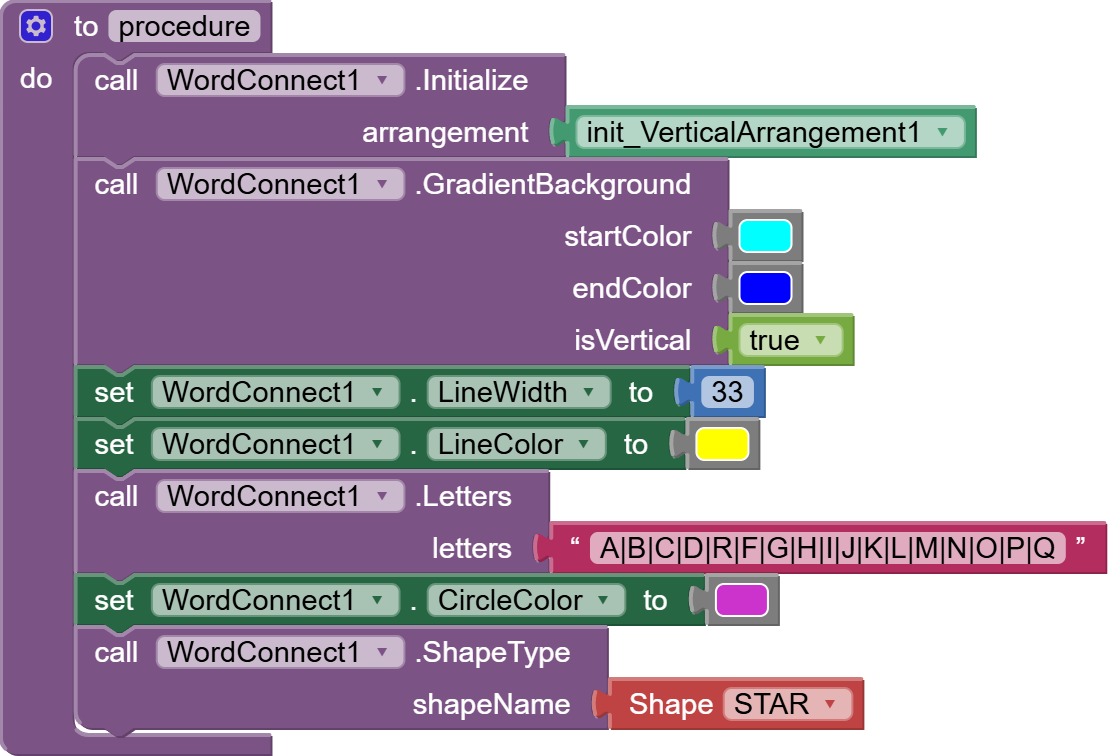 to procedure
do call WordConnect1 .Initialize
arrangement init_VerticalArrangement1
call WordConnect1 .GradientBackground
startColor
endColor
isVertical true
set WordConnect1 . LineWidth to 33
set WordConnect1 . LineColor to
call WordConnect1 .Letters
letters “ A|B|C|D|R|F|G|H|I|J|K|L|M|N|O|P|Q ”
set WordConnect1 . CircleColor to
call WordConnect1 .ShapeType
shapeName Shape STAR